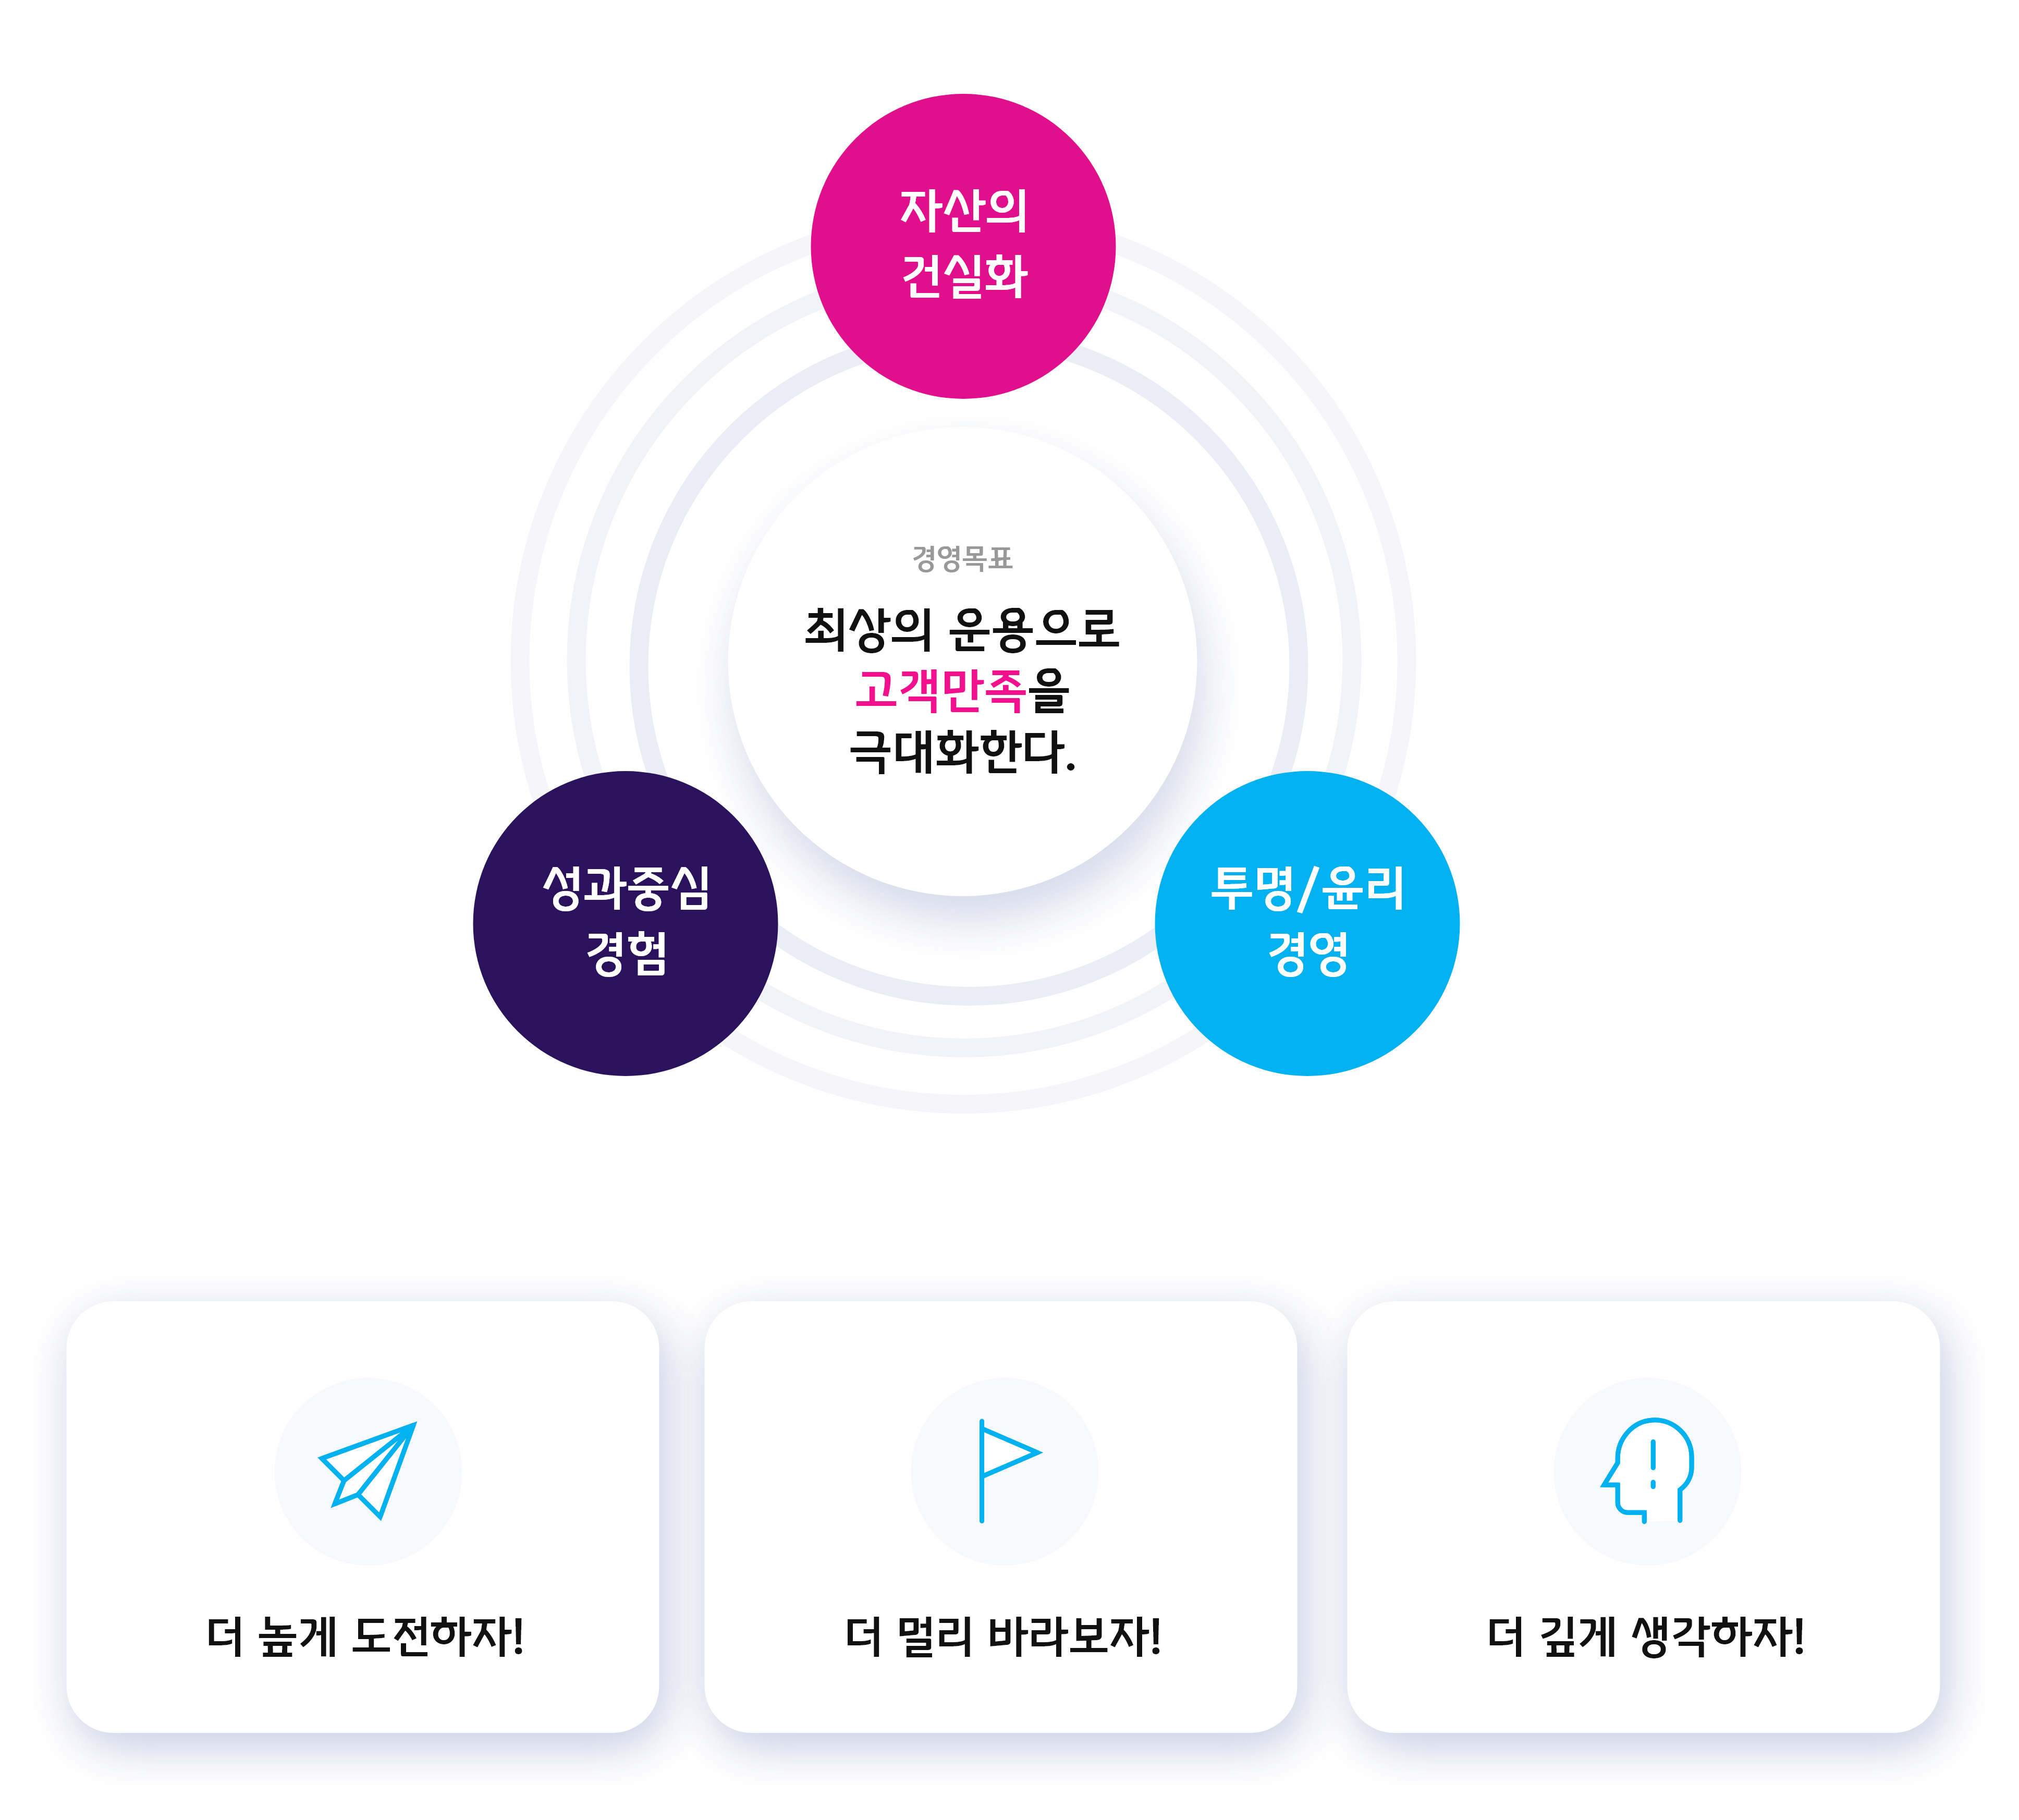 자산의
건실화
경영목표
최상의 운용으로
고객만족을
극대화한다.
성과중심
경험
투명/윤리
경영
더 높게 도전하자!
더 멀리 바라보자!
더 깊게 생각하자!